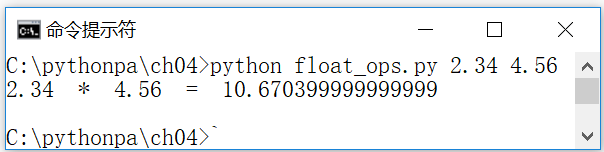 命令提示符
C:\pythonpa\ch04>python float_ops.py 2.34 4.56
2.34  *  4.56  =  10.670399999999999
C:\pythonpa\ch04>`